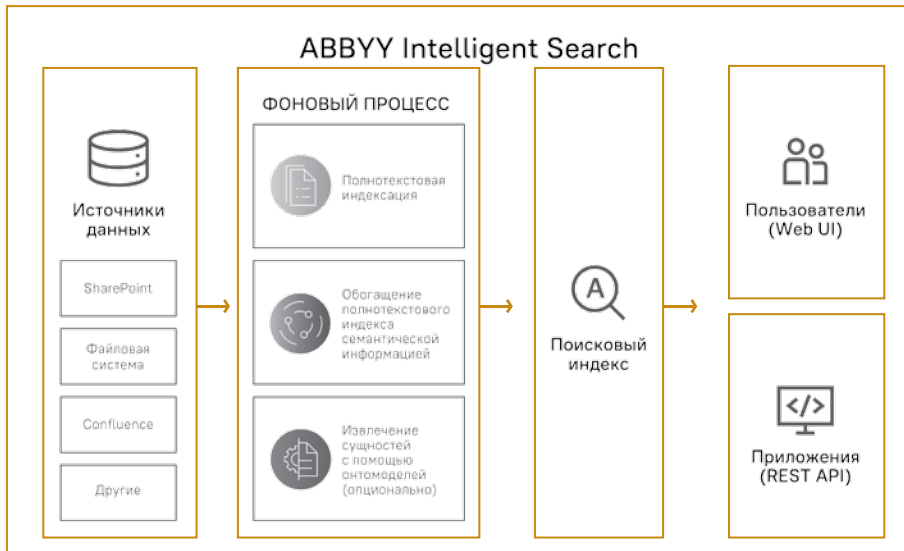 ABBYY Intelligent Search
Источники
данных
SharePoint
Файловая
система
Confluence
Другие
ФОНОВЫЙ ПРОЦЕСС
Полнотекстовая
индексация
Обогащение
полнотекстового
индекса
семантической
информацией
Извлечение
сущностей
с помощью
онтомоделей
(опционально)
A
Поисковый
индекс
Пользователи
(Web UI)
</>
Приложения
(REST API)